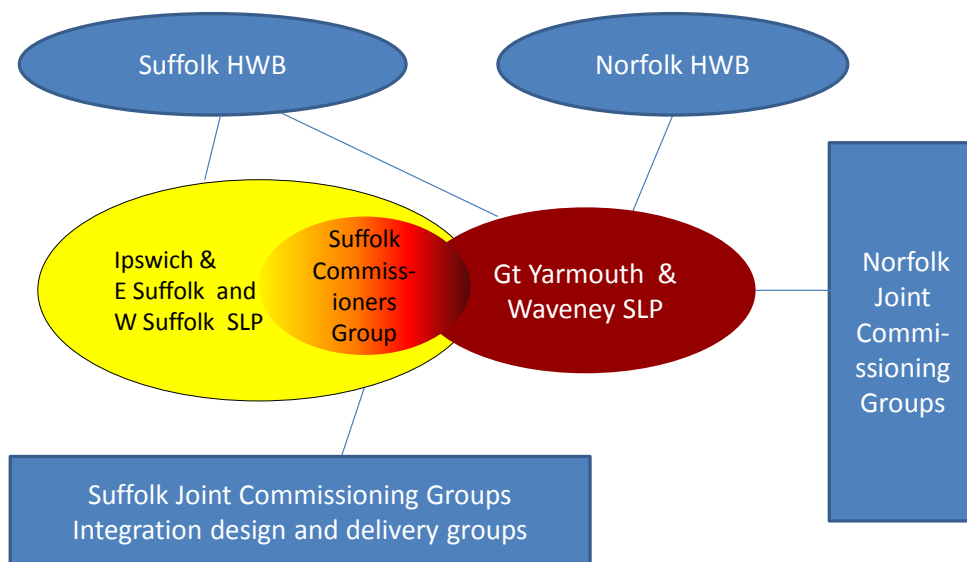 Suffolk HWB
Norfolk HWB
Ipswich &
E Suffolk and
W Suffolk SLP
Suffolk
Commiss-
ioners
Group
Gt Yarmouth &
Waveney SLP
Norfolk
Joint
Commi-
ssioning
Groups
Suffolk Joint Commissioning Groups
Integration design and delivery groups